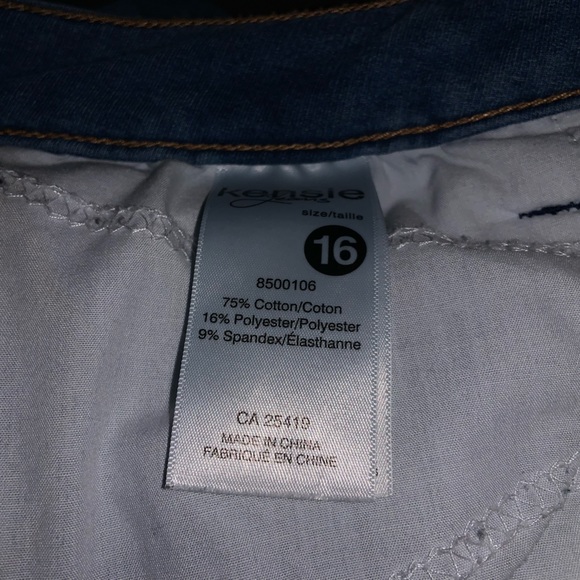 kensie
jeans
size/taille
16
8500106
75% Cotton/Coton
16% Polyester/Polyester
9% Spandex/Élasthanne
CA 25419
MADE IN CHINA
FABRIQUÉ EN CHINE